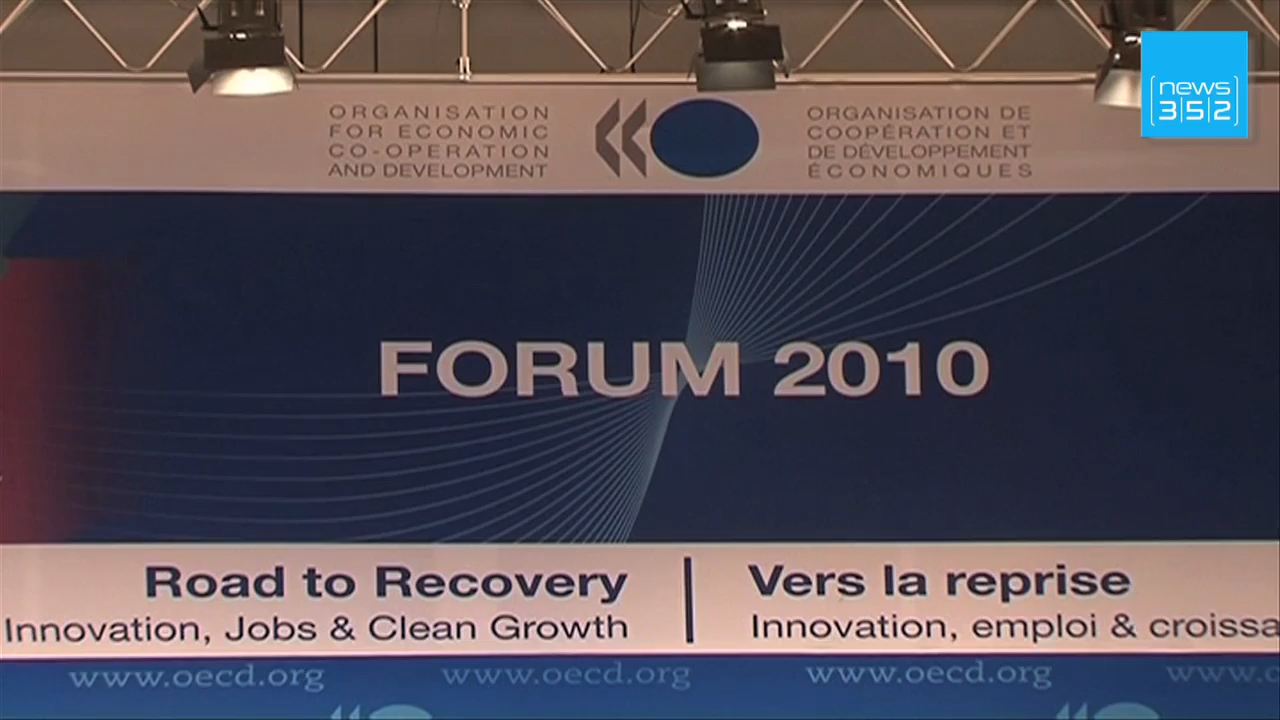 news
352
ORGANISATION
FOR ECONOMIC
CO-OPERATION
AND DEVELOPMENT
ORGANISATION DE
COOPÉRATION ET
DE DÉVELOPPEMENT
ÉCONOMIQUES
FORUM 2010
Road to Recovery
Innovation, Jobs & Clean Growth
Vers la reprise
Innovation, emploi & croissa
www.oecd.org
www.oecd.org
www.oecd.org
www.o